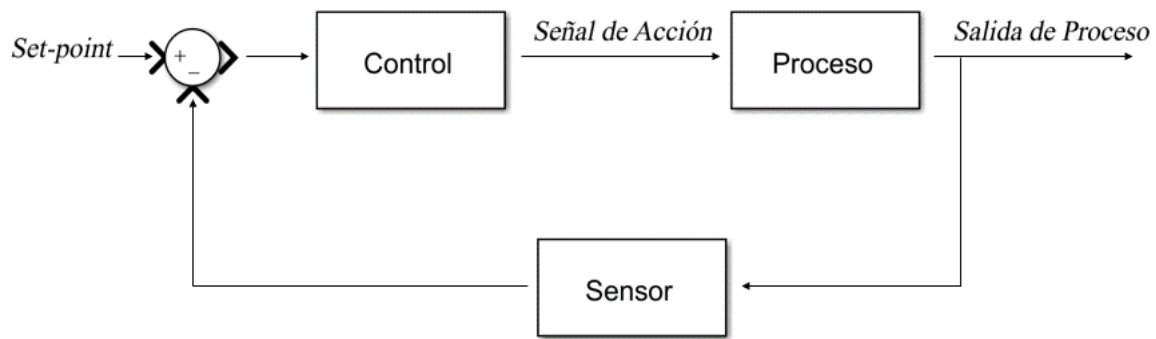 Set-point
+
−
Control
Señal de Acción
Proceso
Salida de Proceso
Sensor